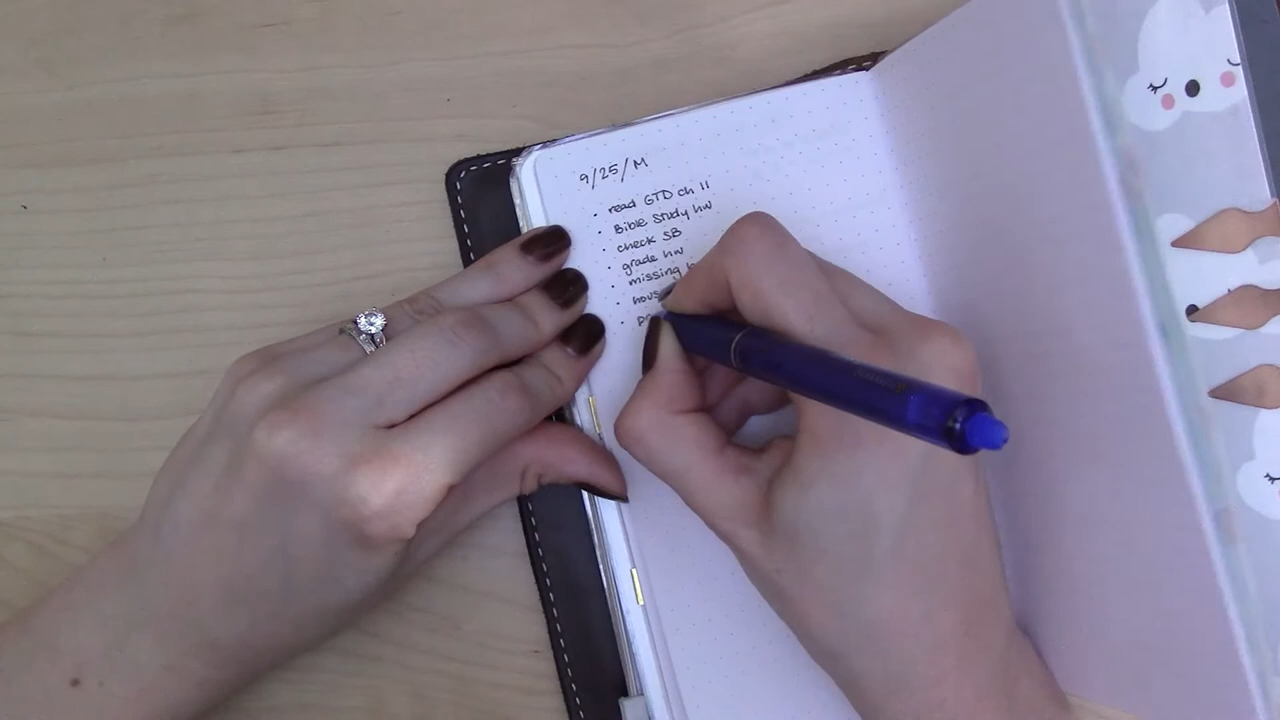 9/25/M
• read GTD ch 11
• Bible Study hw
• check SB
• grade hw
• missing